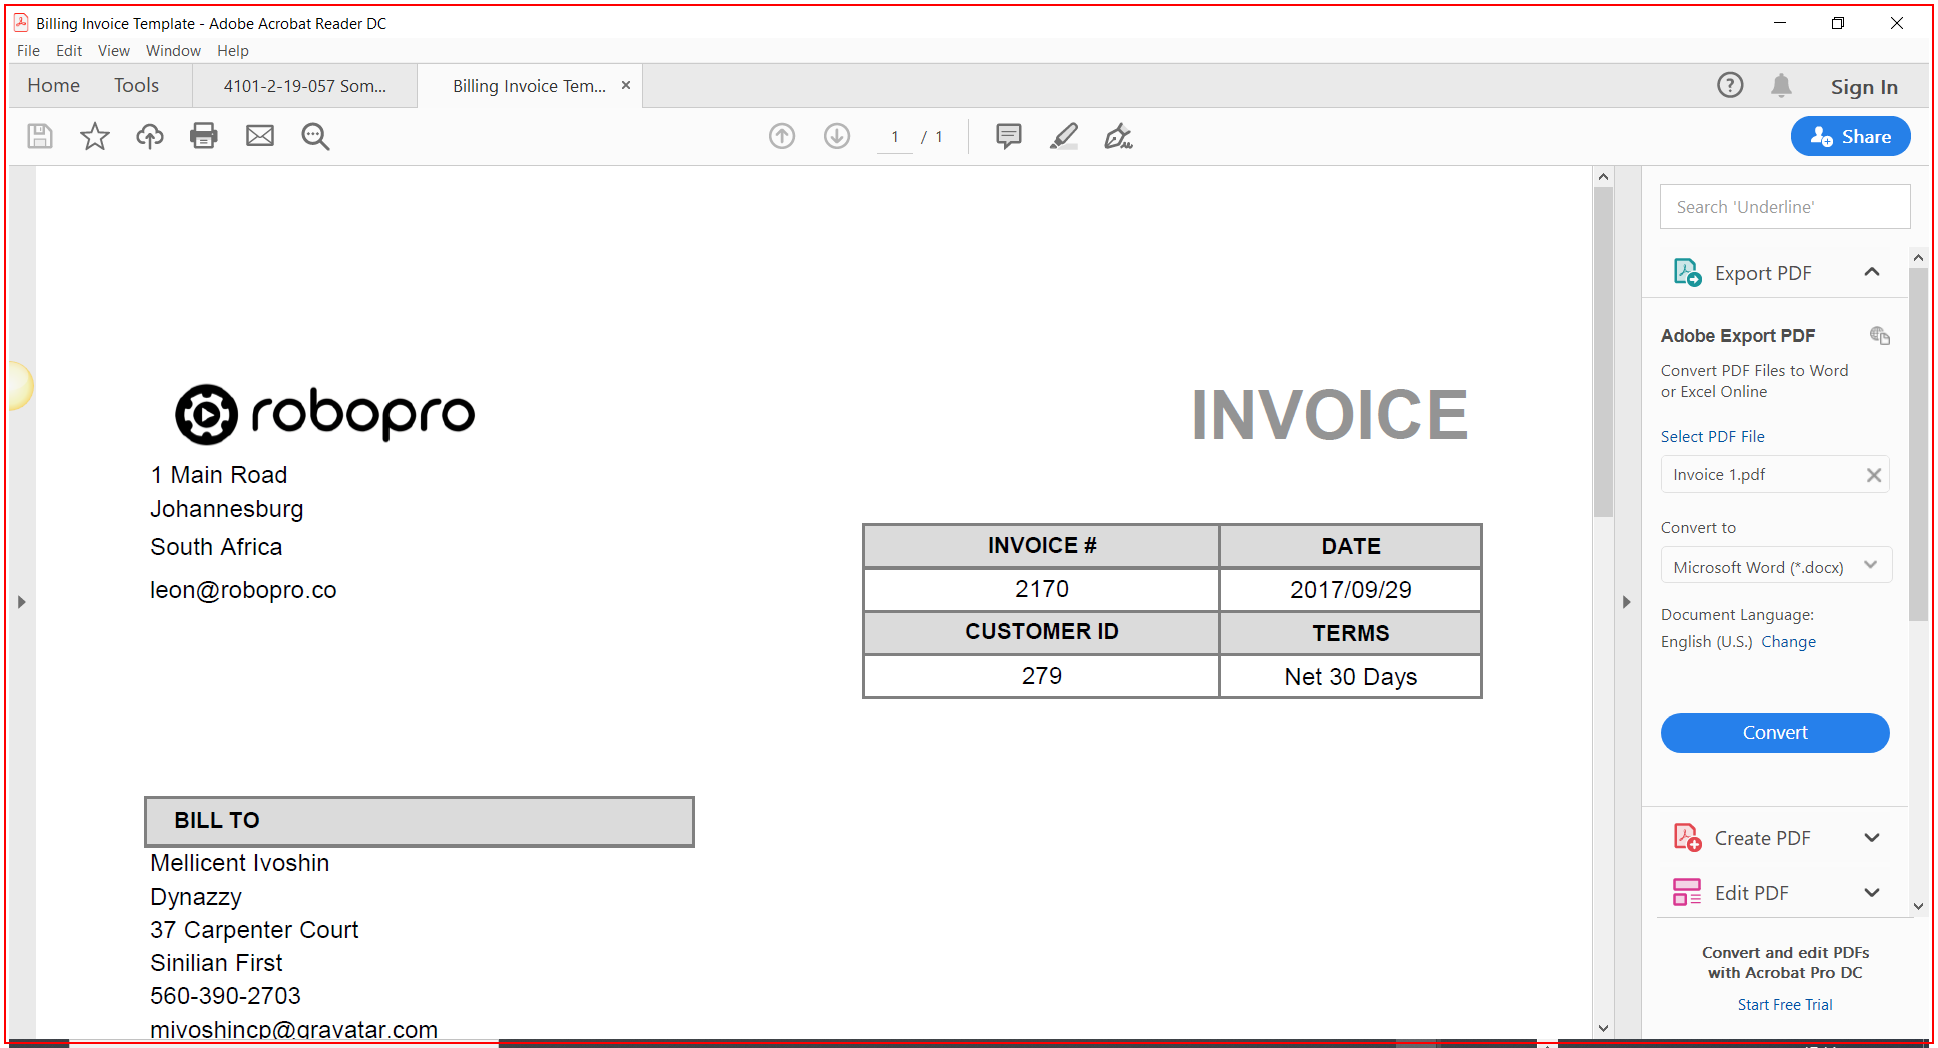 Billing Invoice Template - Adobe Acrobat Reader DC
File Edit View Window Help
Home Tools 4101-2-19-057 Som... Billing Invoice Tem... × ? Sign In
1 / 1 Share
Search 'Underline'
Export PDF
Adobe Export PDF
Convert PDF Files to Word
or Excel Online
Select PDF File
Invoice 1.pdf
Convert to
Microsoft Word (*.docx)
Document Language:
English (U.S.) Change
Convert
Create PDF
Edit PDF
Convert and edit PDFs
with Acrobat Pro DC
Start Free Trial
robopro
INVOICE
1 Main Road
Johannesburg
South Africa
leon@robopro.co
INVOICE # DATE
2170 2017/09/29
CUSTOMER ID TERMS
279 Net 30 Days
BILL TO
Mellicent Ivoshin
Dynazzy
37 Carpenter Court
Sinilian First
560-390-2703
mivoshincp@gravatar.com